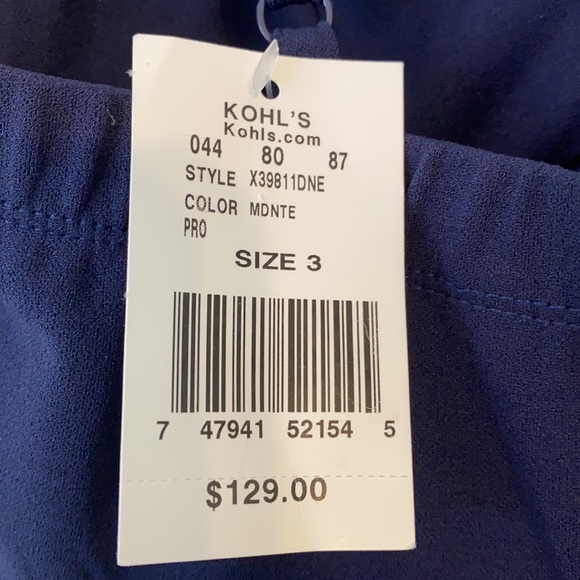 KOHL'S
Kohls.com
044 80 87
STYLE X39811DNE
COLOR MDNTE
PRO
SIZE 3
7 47941 52154 5
$129.00